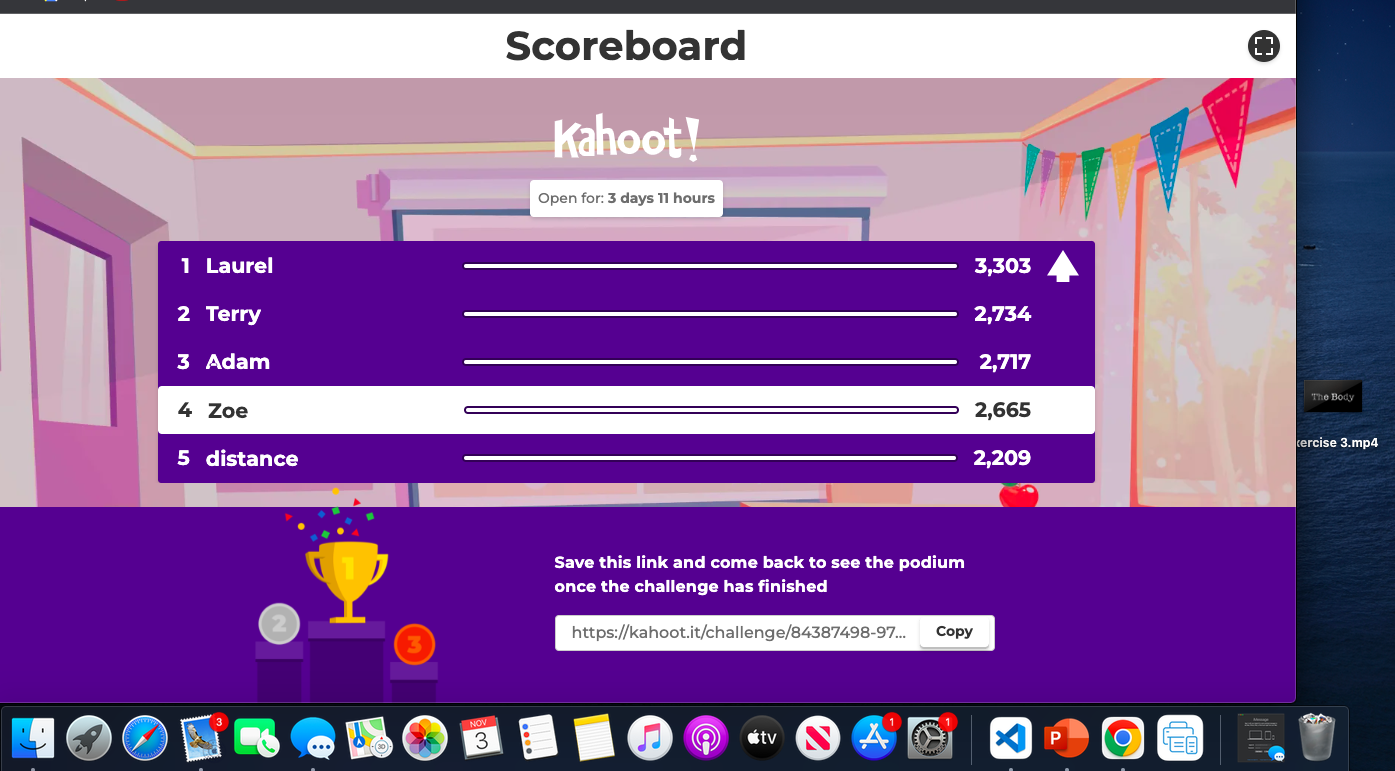 Scoreboard
Kahoot!
Open for: 3 days 11 hours
1 Laurel 3,303
2 Terry 2,734
3 Adam 2,717
4 Zoe 2,665
5 distance 2,209
The Body
xercise 3.mp4
1
2
3
Save this link and come back to see the podium
once the challenge has finished
https://kahoot.it/challenge/84387498-97... Copy
3
NOV
3
3D
tv
1
1
P
iMessage